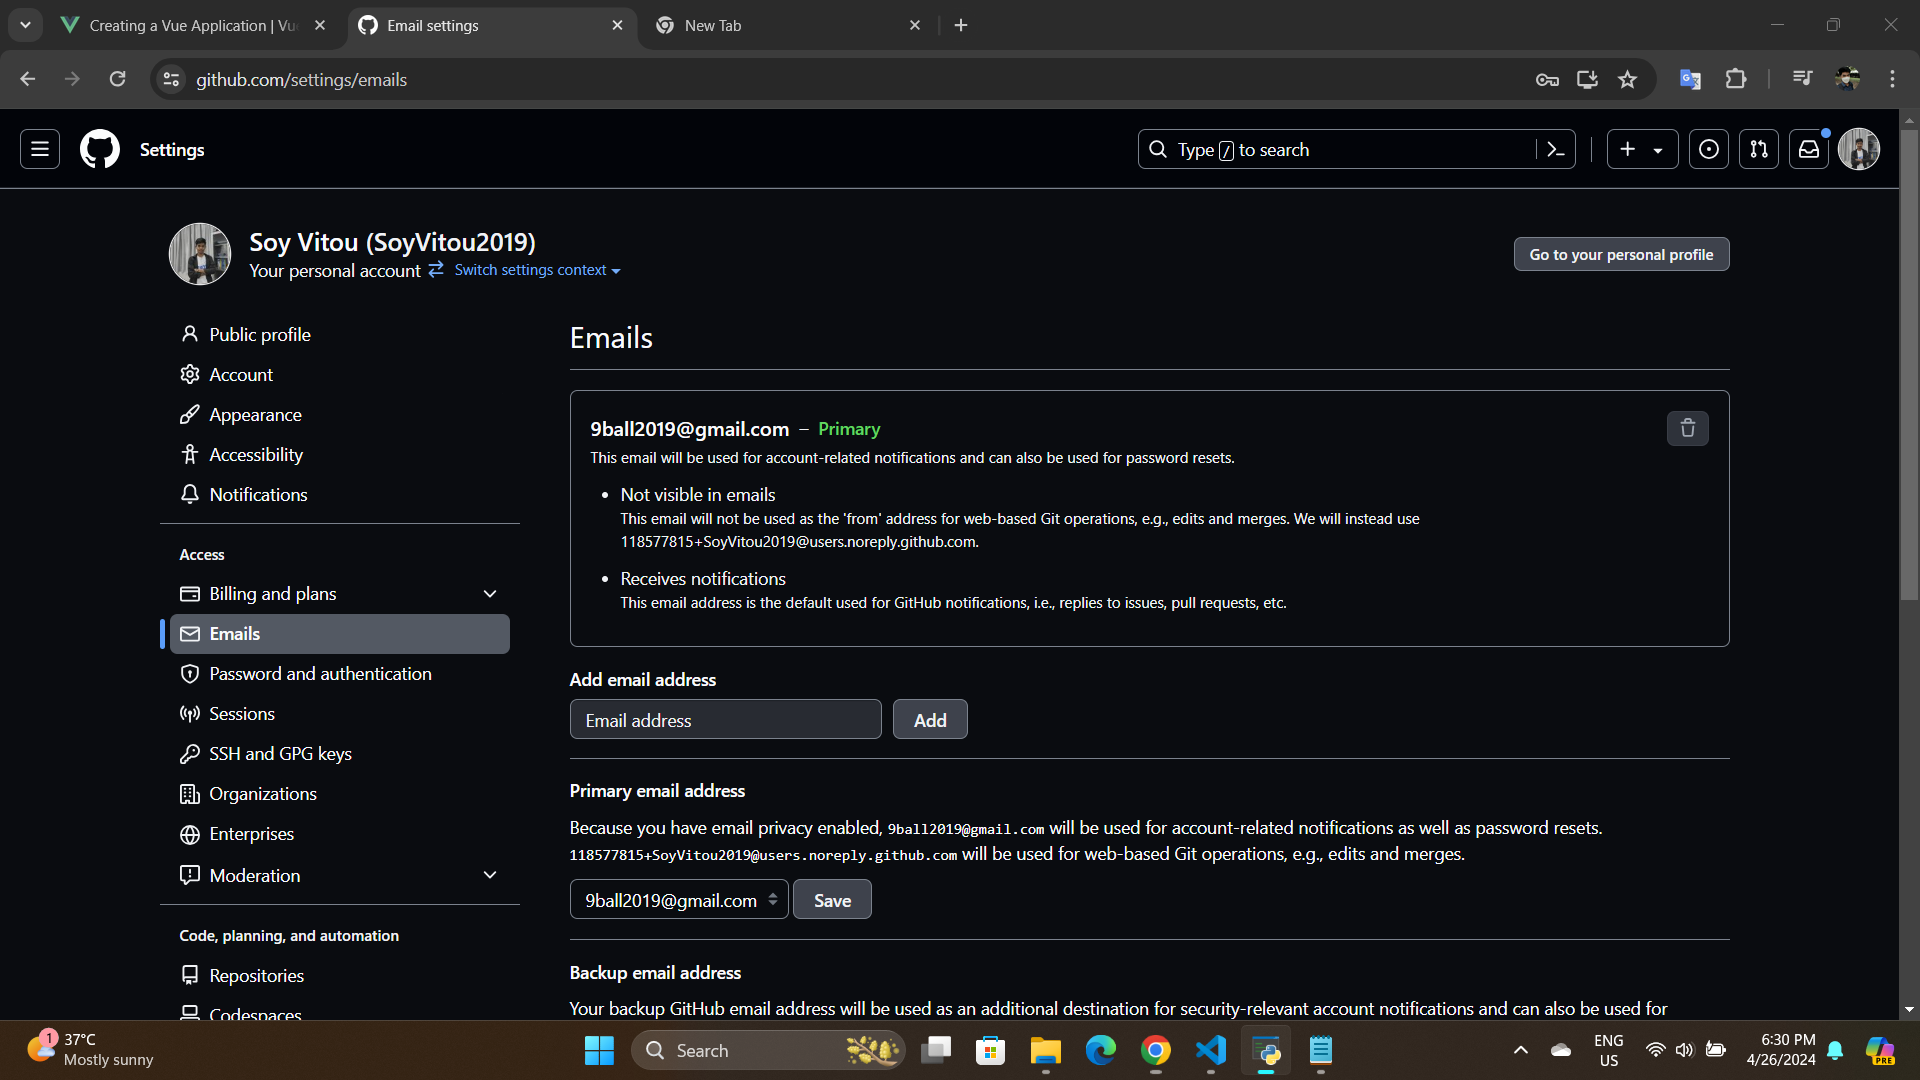 Creating a Vue Application | Vu
Email settings
New Tab
github.com/settings/emails
Settings
Type / to search
Soy Vitou (SoyVitou2019)
Your personal account
Switch settings context
Go to your personal profile
Public profile
Account
Appearance
Accessibility
Notifications
Access
Billing and plans
Emails
Password and authentication
Sessions
SSH and GPG keys
Organizations
Enterprises
Moderation
Code, planning, and automation
Repositories
Codespaces
Emails
9ball2019@gmail.com – Primary
This email will be used for account-related notifications and can also be used for password resets.
• Not visible in emails
This email will not be used as the 'from' address for web-based Git operations, e.g., edits and merges. We will instead use
118577815+SoyVitou2019@users.noreply.github.com.
• Receives notifications
This email address is the default used for GitHub notifications, i.e., replies to issues, pull requests, etc.
Add email address
Email address
Add
Primary email address
Because you have email privacy enabled, 9ball2019@gmail.com will be used for account-related notifications as well as password resets.
118577815+SoyVitou2019@users.noreply.github.com will be used for web-based Git operations, e.g., edits and merges.
9ball2019@gmail.com
Save
Backup email address
Your backup GitHub email address will be used as an additional destination for security-relevant account notifications and can also be used for
1
37°C
Mostly sunny
Search
ENG
US
6:30 PM
4/26/2024
PRE